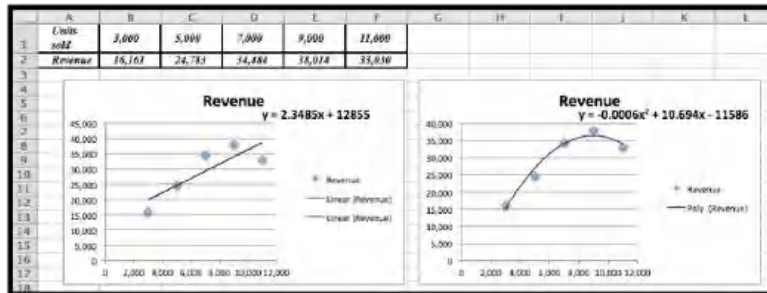 A B C D E F G H I J K L
1 Units sold 3,000 5,000 7,000 9,000 11,000
2 Revenue 16,163 24,785 34,484 38,014 33,030
3
4
5
6
7
8
9
10
11
12
13
14
15
16
17
18
Revenue
y = 2.3485x + 12855
45,000
40,000
35,000
30,000
25,000
20,000
15,000
10,000
5,000
0
0 2,000 4,000 6,000 8,000 10,000 12,000
Revenue
Linear (Revenue)
Linear (Revenue)
Revenue
y = -0.0006x² + 10.694x - 11586
40,000
35,000
30,000
25,000
20,000
15,000
10,000
5,000
0
0 2,000 4,000 6,000 8,000 10,000 12,000
Revenue
Poly. (Revenue)